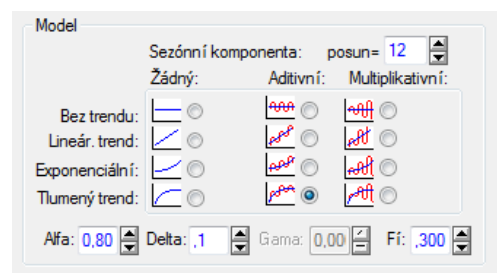 Model
Sezónní komponenta: posun= 12
Žádný: Aditivní: Multiplikativní:
Bez trendu:
Lineár. trend:
Exponenciální:
Tlumený trend:
Alfa: 0,80 Delta: ,1 Gama: 0,00 Fí: ,300